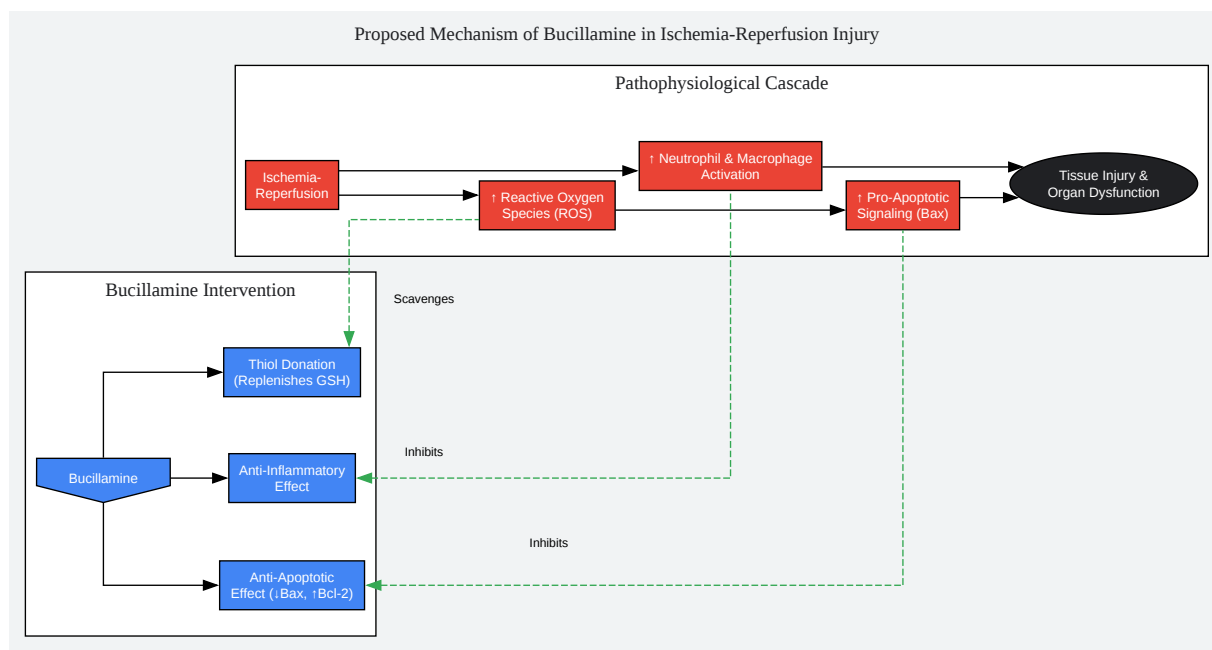 Proposed Mechanism of Bucillamine in Ischemia-Reperfusion Injury
Pathophysiological Cascade
Ischemia-
Reperfusion
↑ Neutrophil & Macrophage
Activation
↑ Reactive Oxygen
Species (ROS)
↑ Pro-Apoptotic
Signaling (Bax)
Tissue Injury &
Organ Dysfunction
Bucillamine Intervention
Scavenges
Thiol Donation
(Replenishes GSH)
Inhibits
Bucillamine
Anti-Inflammatory
Effect
Inhibits
Anti-Apoptotic
Effect (↓Bax, ↑Bcl-2)